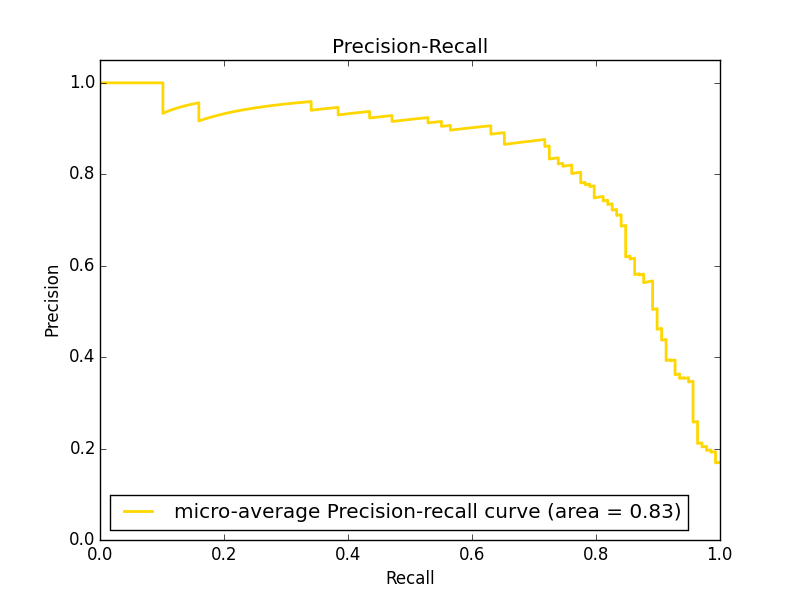 Precision-Recall
1.0
0.8
0.6
0.4
0.2
0.0
Precision
micro-average Precision-recall curve (area = 0.83)
0.0 0.2 0.4 0.6 0.8 1.0
Recall